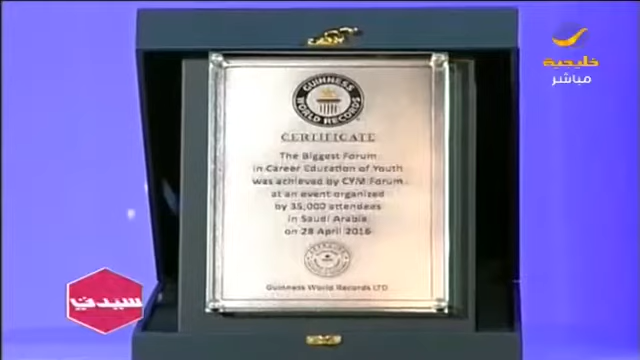 خليجية
مباشر
GUINNESS
WORLD RECORDS
CERTIFICATE
The Biggest Forum
in Career Education of Youth
was achieved by CYM Forum
at an event organized
by 35,000 attendees
in Saudi Arabia
on 28 April 2016
Guinness World Records LTD
سيدتي